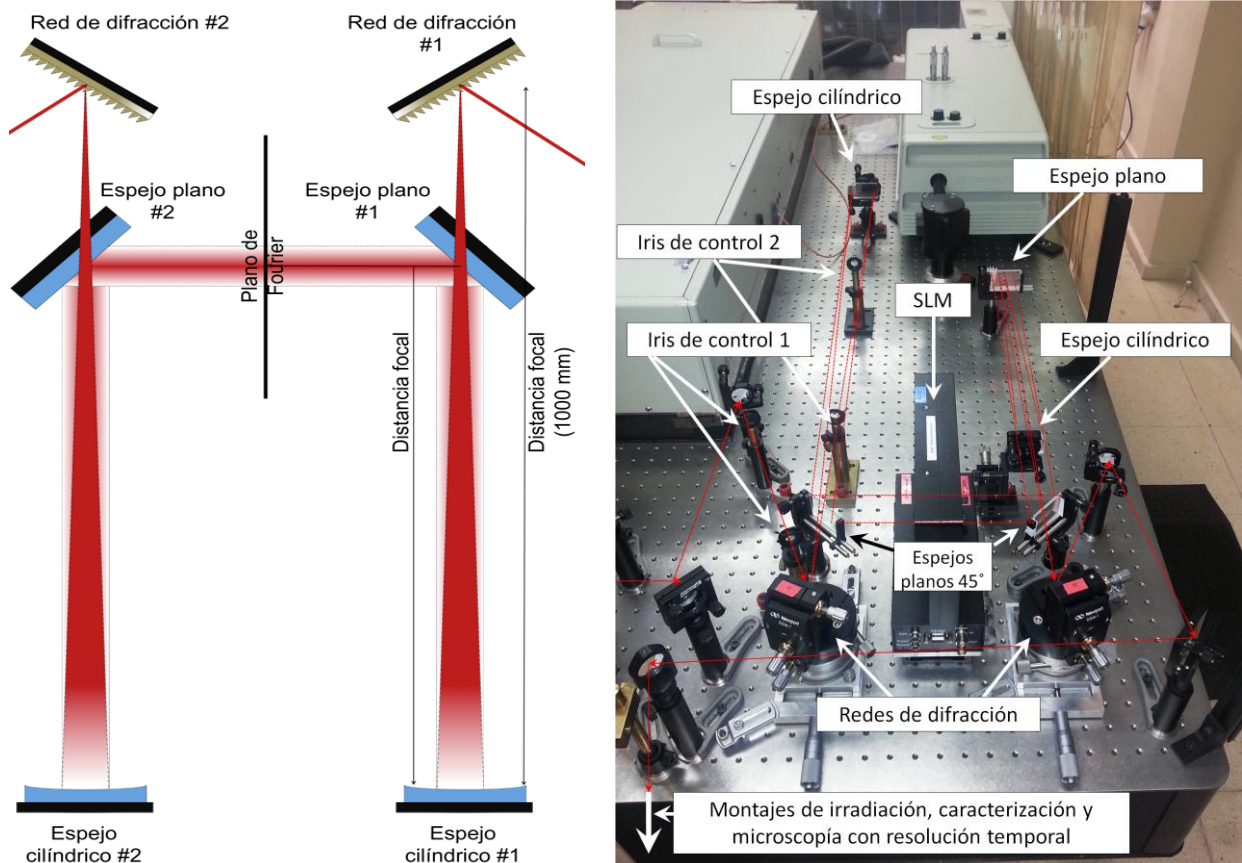 Red de difracción #2
Red de difracción
#1
Espejo plano
#2
Espejo plano
#1
Plano de
Fourier
Distancia focal
Distancia focal
(1000 mm)
Espejo
cilíndrico #2
Espejo
cilíndrico #1
Espejo cilíndrico
Espejo plano
Iris de control 2
SLM
Iris de control 1
Espejo cilíndrico
Espejos
planos 45°
Newport
Newport
Redes de difracción
Montajes de irradiación, caracterización y
microscopía con resolución temporal